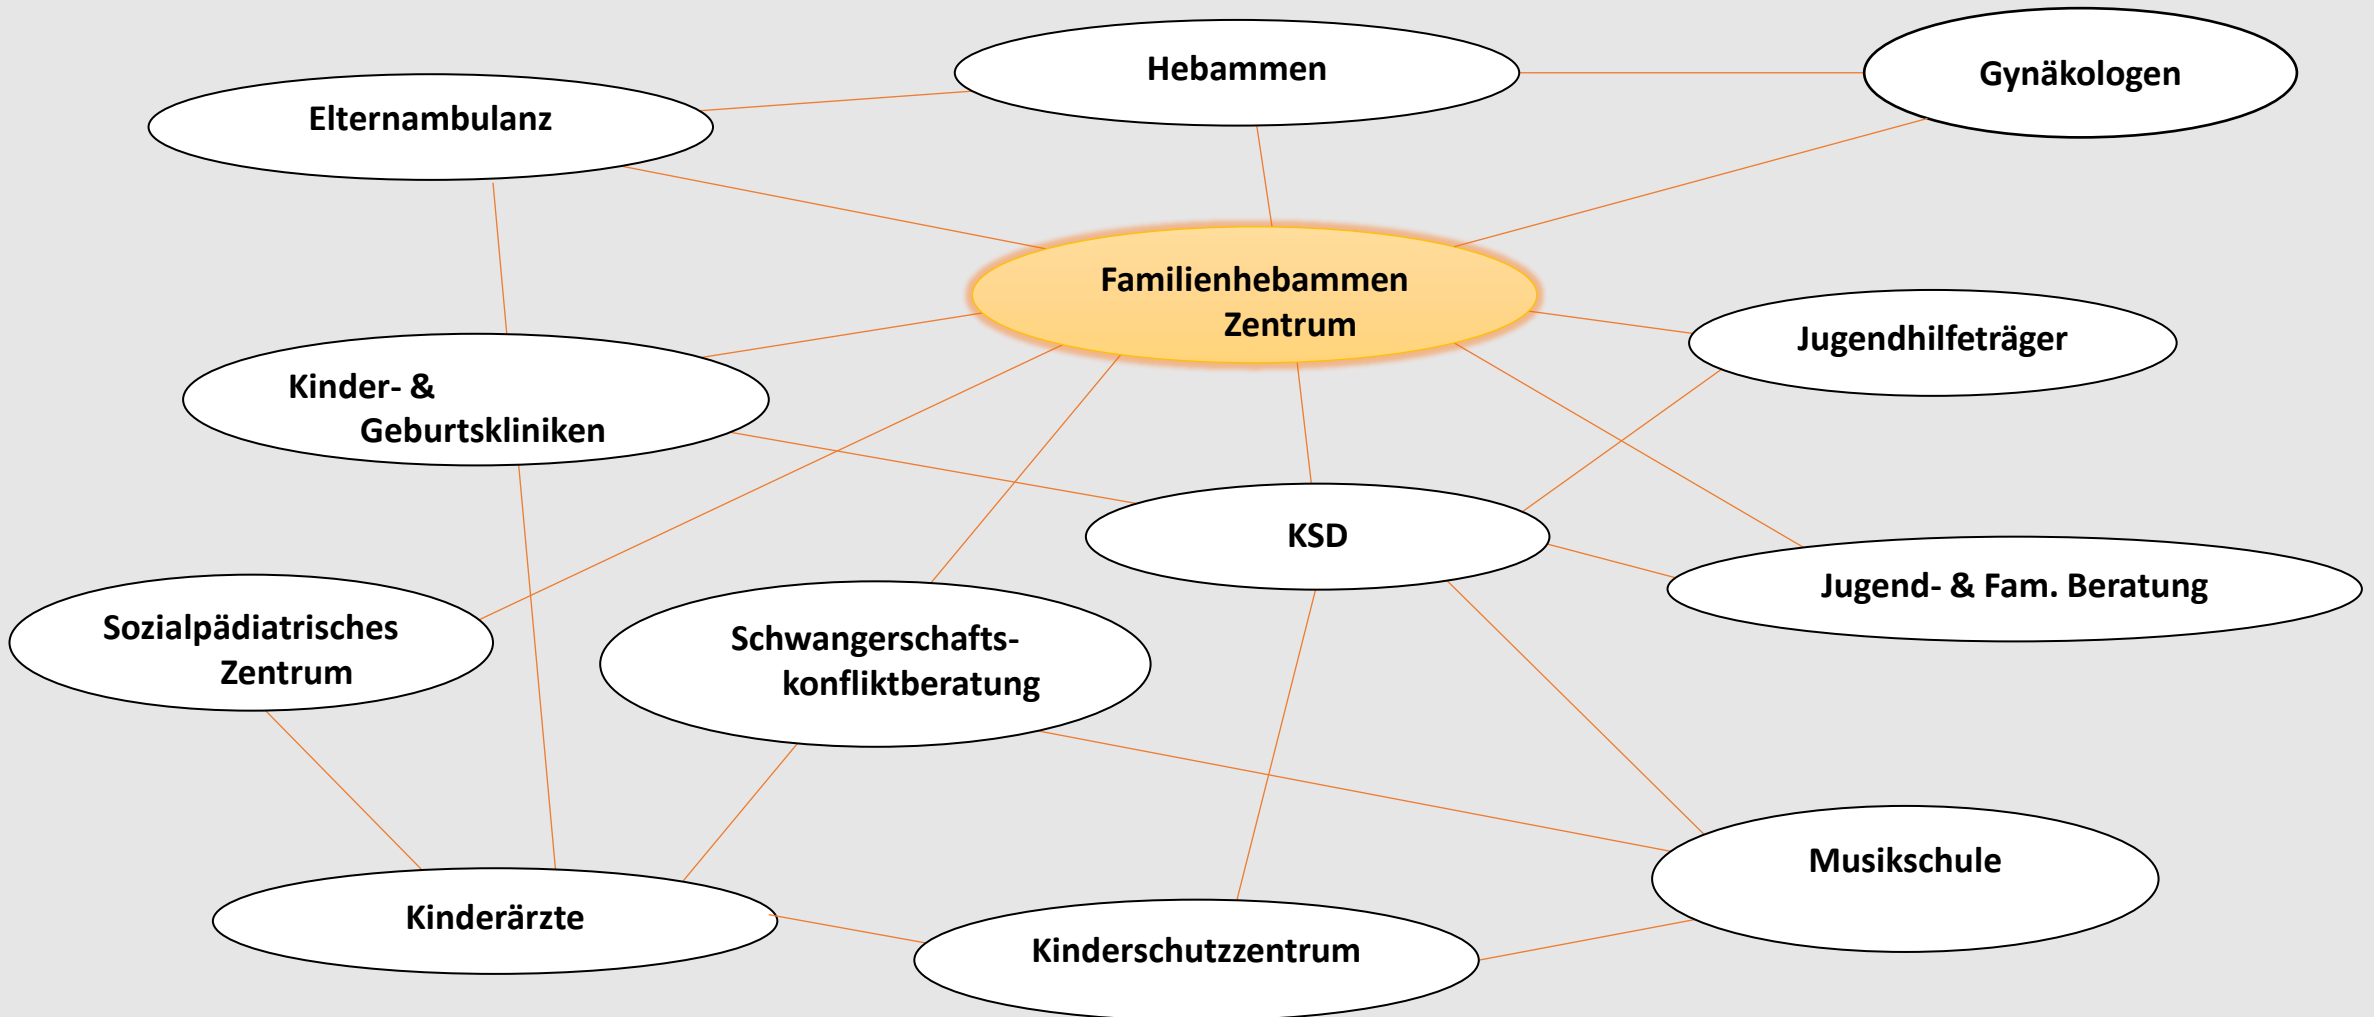 Hebammen
Gynäkologen
Elternambulanz
Familienhebammen
Zentrum
Jugendhilfeträger
Kinder- &
Geburtskliniken
KSD
Jugend- & Fam. Beratung
Sozialpädiatrisches
Zentrum
Schwangerschafts-
konfliktberatung
Musikschule
Kinderärzte
Kinderschutzzentrum